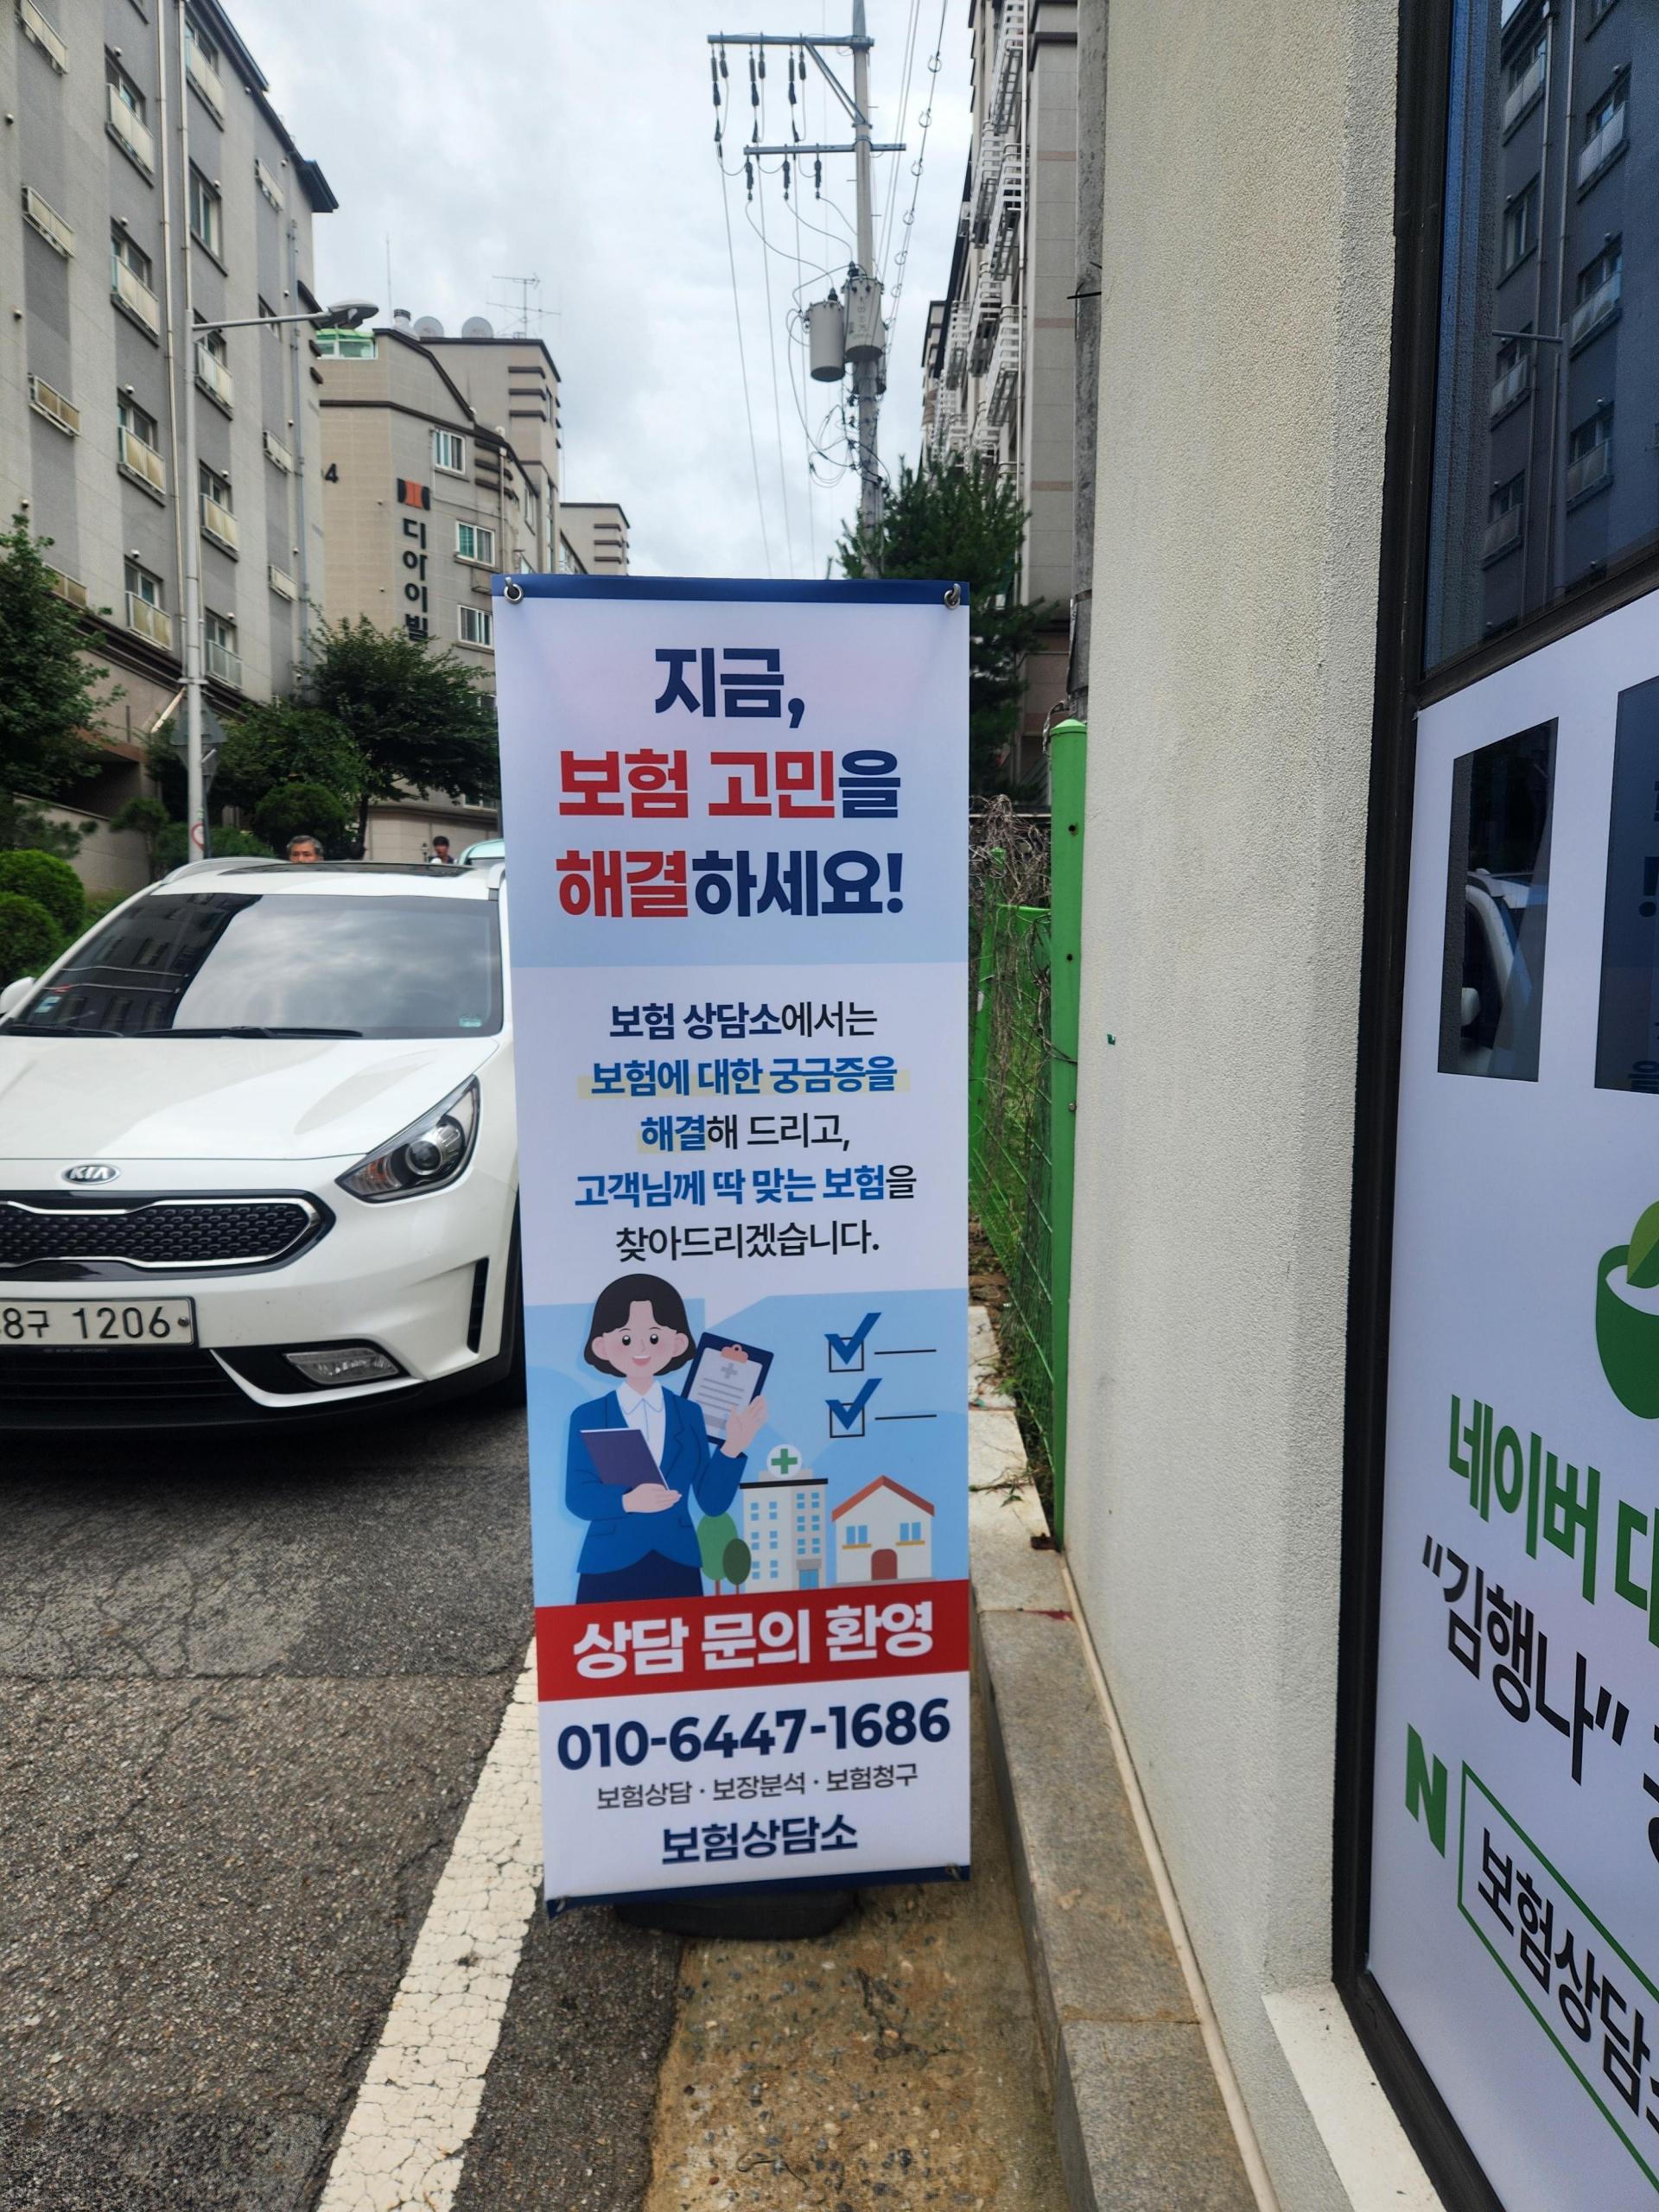 디아이빌
지금,
보험 고민을
해결하세요!
보험 상담소에서는
보험에 대한 궁금증을
해결해 드리고,
고객님께 딱 맞는 보험을
찾아드리겠습니다.
상담 문의 환영
010-6447-1686
보험상담 · 보장분석 · 보험청구
보험상담소
KIA
8구 1206
네이버
"김행나"
N
보험상담